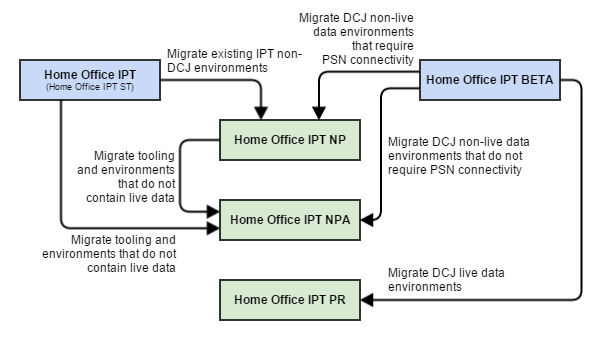 Migrate DCJ non-live
data environments
that require
PSN connectivity
Migrate existing IPT non-
DCJ environments
Home Office IPT
(Home Office IPT ST)
Home Office IPT BETA
Home Office IPT NP
Migrate DCJ non-live data
environments that do not
require PSN connectivity
Migrate tooling
and environments
that do not
contain live data
Home Office IPT NPA
Migrate tooling and
environments that do not
contain live data
Migrate DCJ live data
environments
Home Office IPT PR